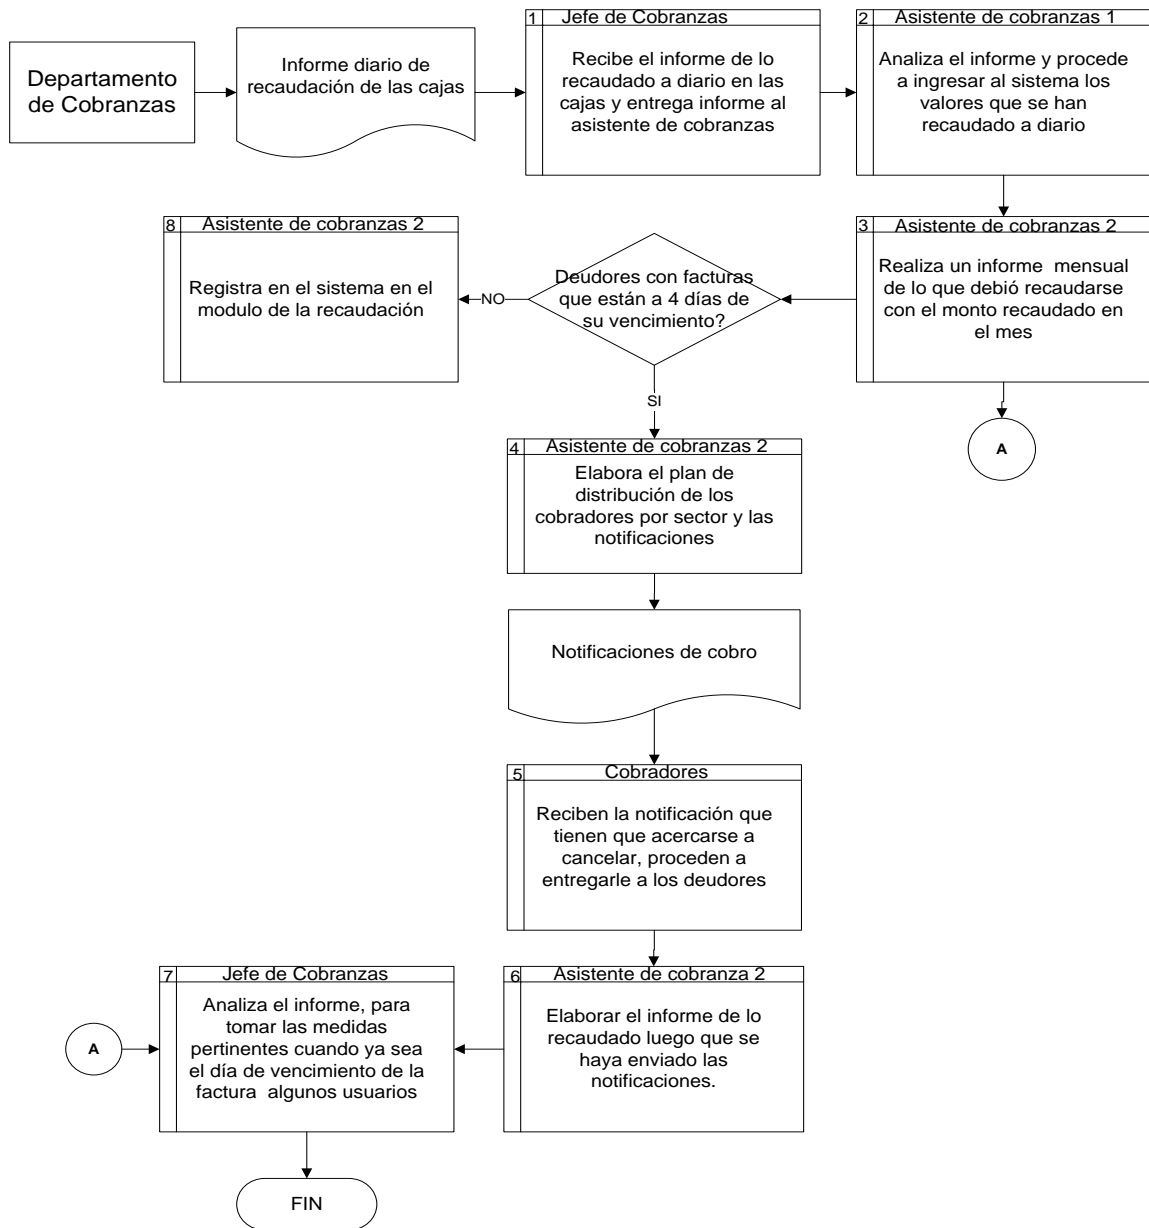 Departamento
de Cobranzas
Informe diario de
recaudación de las cajas
1
Jefe de Cobranzas
Recibe el informe de lo
recaudado a diario en las
cajas y entrega informe al
asistente de cobranzas
2
Asistente de cobranzas 1
Analiza el informe y procede
a ingresar al sistema los
valores que se han
recaudado a diario
8
Asistente de cobranzas 2
Registra en el sistema en el
modulo de la recaudación
NO
Deudores con facturas
que están a 4 días de
su vencimiento?
SI
3
Asistente de cobranzas 2
Realiza un informe mensual
de lo que debió recaudarse
con el monto recaudado en
el mes
A
4
Asistente de cobranzas 2
Elabora el plan de
distribución de los
cobradores por sector y las
notificaciones
Notificaciones de cobro
5
Cobradores
Reciben la notificación que
tienen que acercarse a
cancelar, proceden a
entregarle a los deudores
A
7
Jefe de Cobranzas
Analiza el informe, para
tomar las medidas
pertinentes cuando ya sea
el día de vencimiento de la
factura algunos usuarios
6
Asistente de cobranza 2
Elaborar el informe de lo
recaudado luego que se
haya enviado las
notificaciones.
FIN